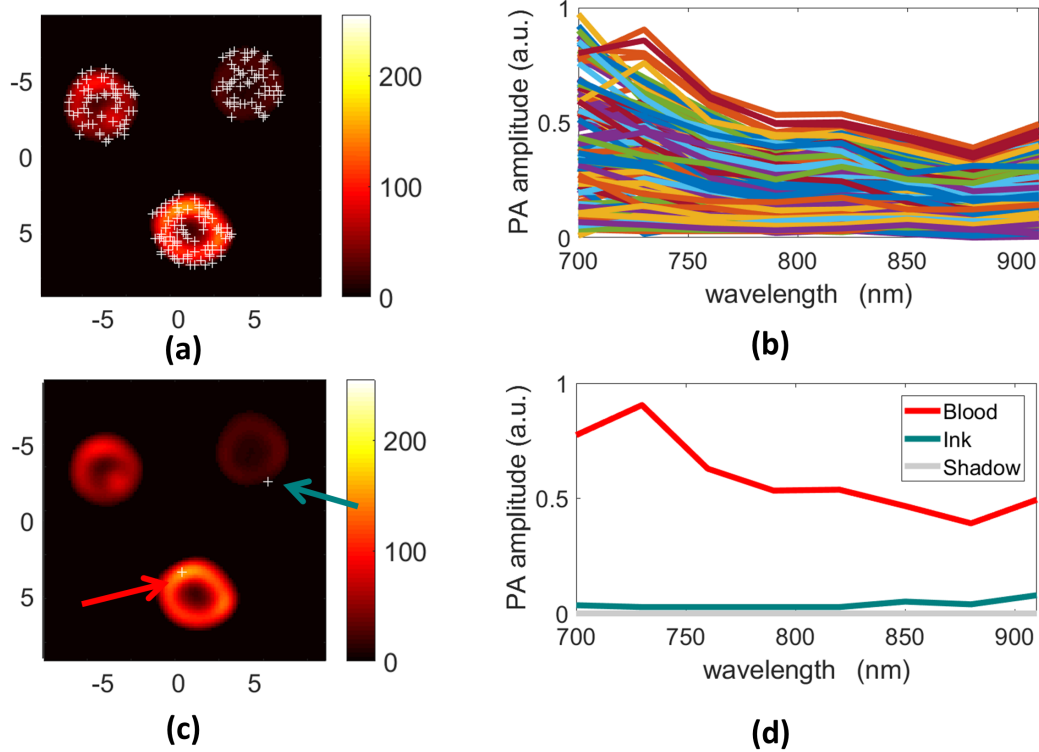 200
100
0
-5
0
5
-5 0 5
(a)
PA amplitude (a.u.)
1
0.5
0
700 750 800 850 900
wavelength (nm)
(b)
200
100
0
-5
0
5
-5 0 5
(c)
PA amplitude (a.u.)
1
0.5
0
Blood
Ink
Shadow
700 750 800 850 900
wavelength (nm)
(d)